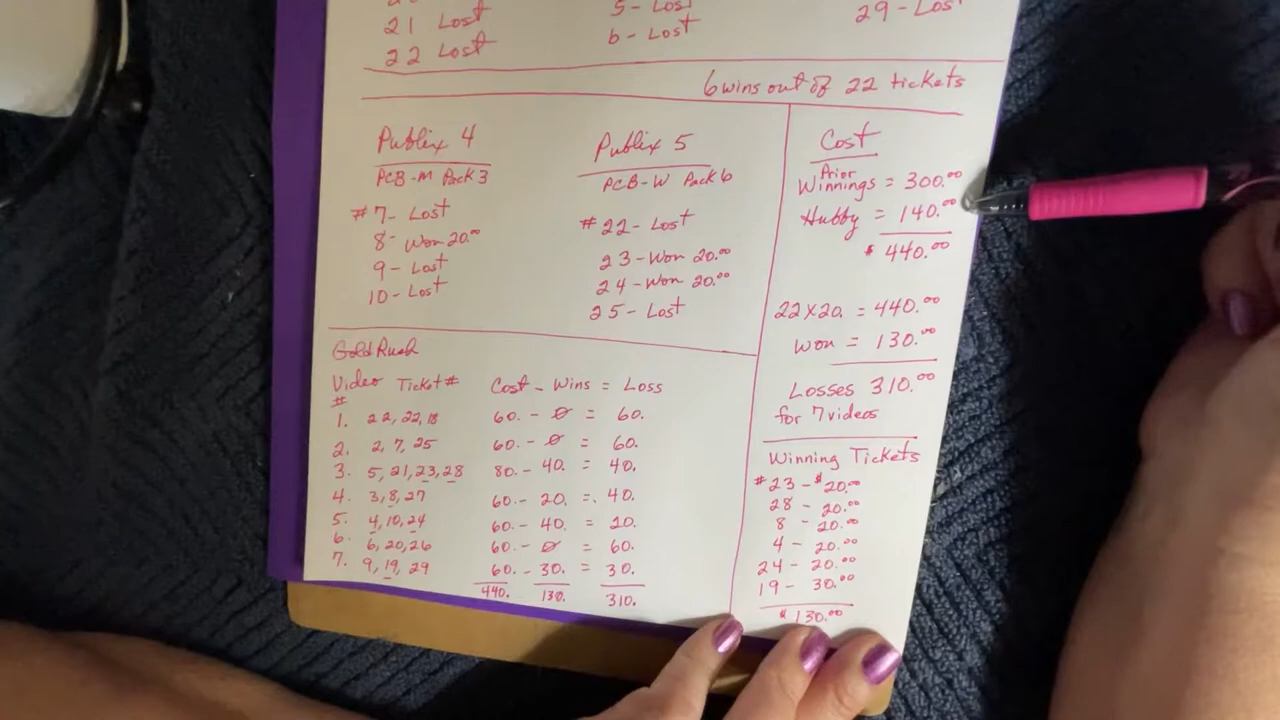 21 Lost
22 Lost
5 - Lost
6 - Lost
29 - Lost
6 wins out of 22 tickets
Publix 4
PCB-M Pack 3
# 7 - Lost
8 - Won 20.00
9 - Lost
10 - Lost
Publix 5
PCB-W Pack 6
# 22 - Lost
23 - Won 20.00
24 - Won 20.00
25 - Lost
Cost
Prior
Winnings = 300.00
Hubby = 140.00
$ 440.00
22 X 20. = 440.00
Won = 130.00
Losses 310.00
for 7 videos
Winning Tickets
# 23 - $20.00
28 - 20.00
8 - 20.00
4 - 20.00
24 - 20.00
19 - 30.00
$130.00
Gold Rush
Video Ticket# Cost - Wins = Loss
#
1. 22, 22, 18 60. - 0 = 60.
2. 2, 7, 25 60. - 0 = 60.
3. 5, 21, 23, 28 80. - 40. = 40.
4. 3, 8, 27 60. - 20. = 40.
5. 4, 10, 24 60. - 40. = 20.
6. 6, 20, 26 60. - 0 = 60.
7. 9, 19, 29 60. - 30. = 30.
440. 130. 310.